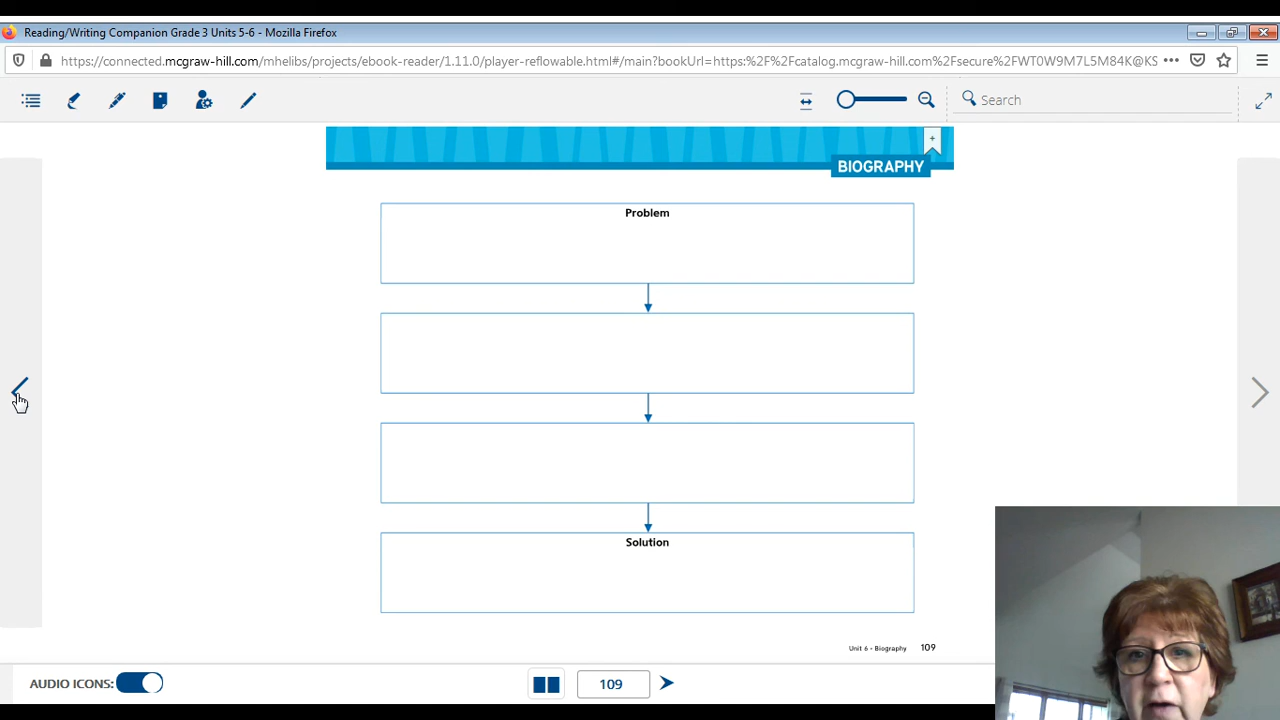 Reading/Writing Companion Grade 3 Units 5-6 - Mozilla Firefox
https://connected.mcgraw-hill.com/mhelibs/projects/ebook-reader/1.11.0/player-reflowable.html#/main?bookUrl=https:%2F%2Fcatalog.mcgraw-hill.com%2Fsecure%2FWT0W9M7L5M84K@KS
Search
BIOGRAPHY
Problem
Solution
Unit 6 • Biography 109
AUDIO ICONS:
109